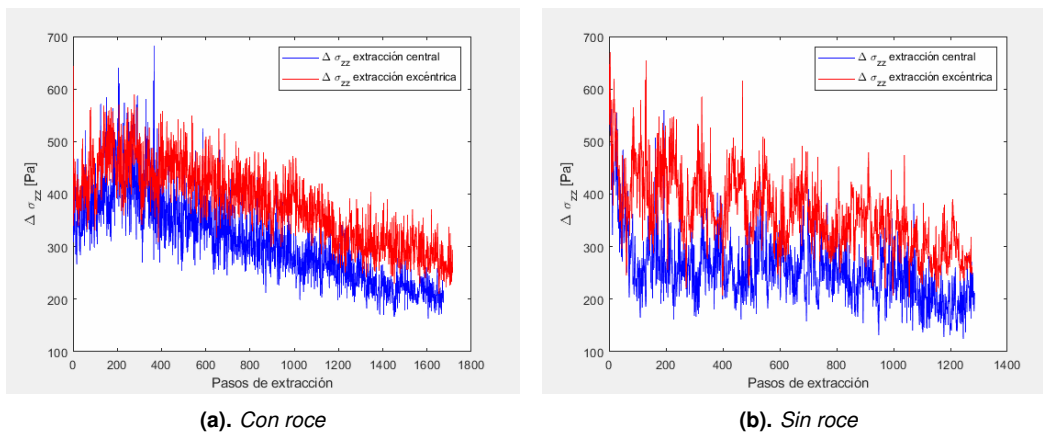 700
600
500
400
300
200
100
Δ σzz [Pa]
0 200 400 600 800 1000 1200 1400 1600 1800
Pasos de extracción
Δ σzz extracción central
Δ σzz extracción excéntrica
(a). Con roce
700
600
500
400
300
200
100
Δ σzz [Pa]
0 200 400 600 800 1000 1200 1400
Pasos de extracción
Δ σzz extracción central
Δ σzz extracción excéntrica
(b). Sin roce